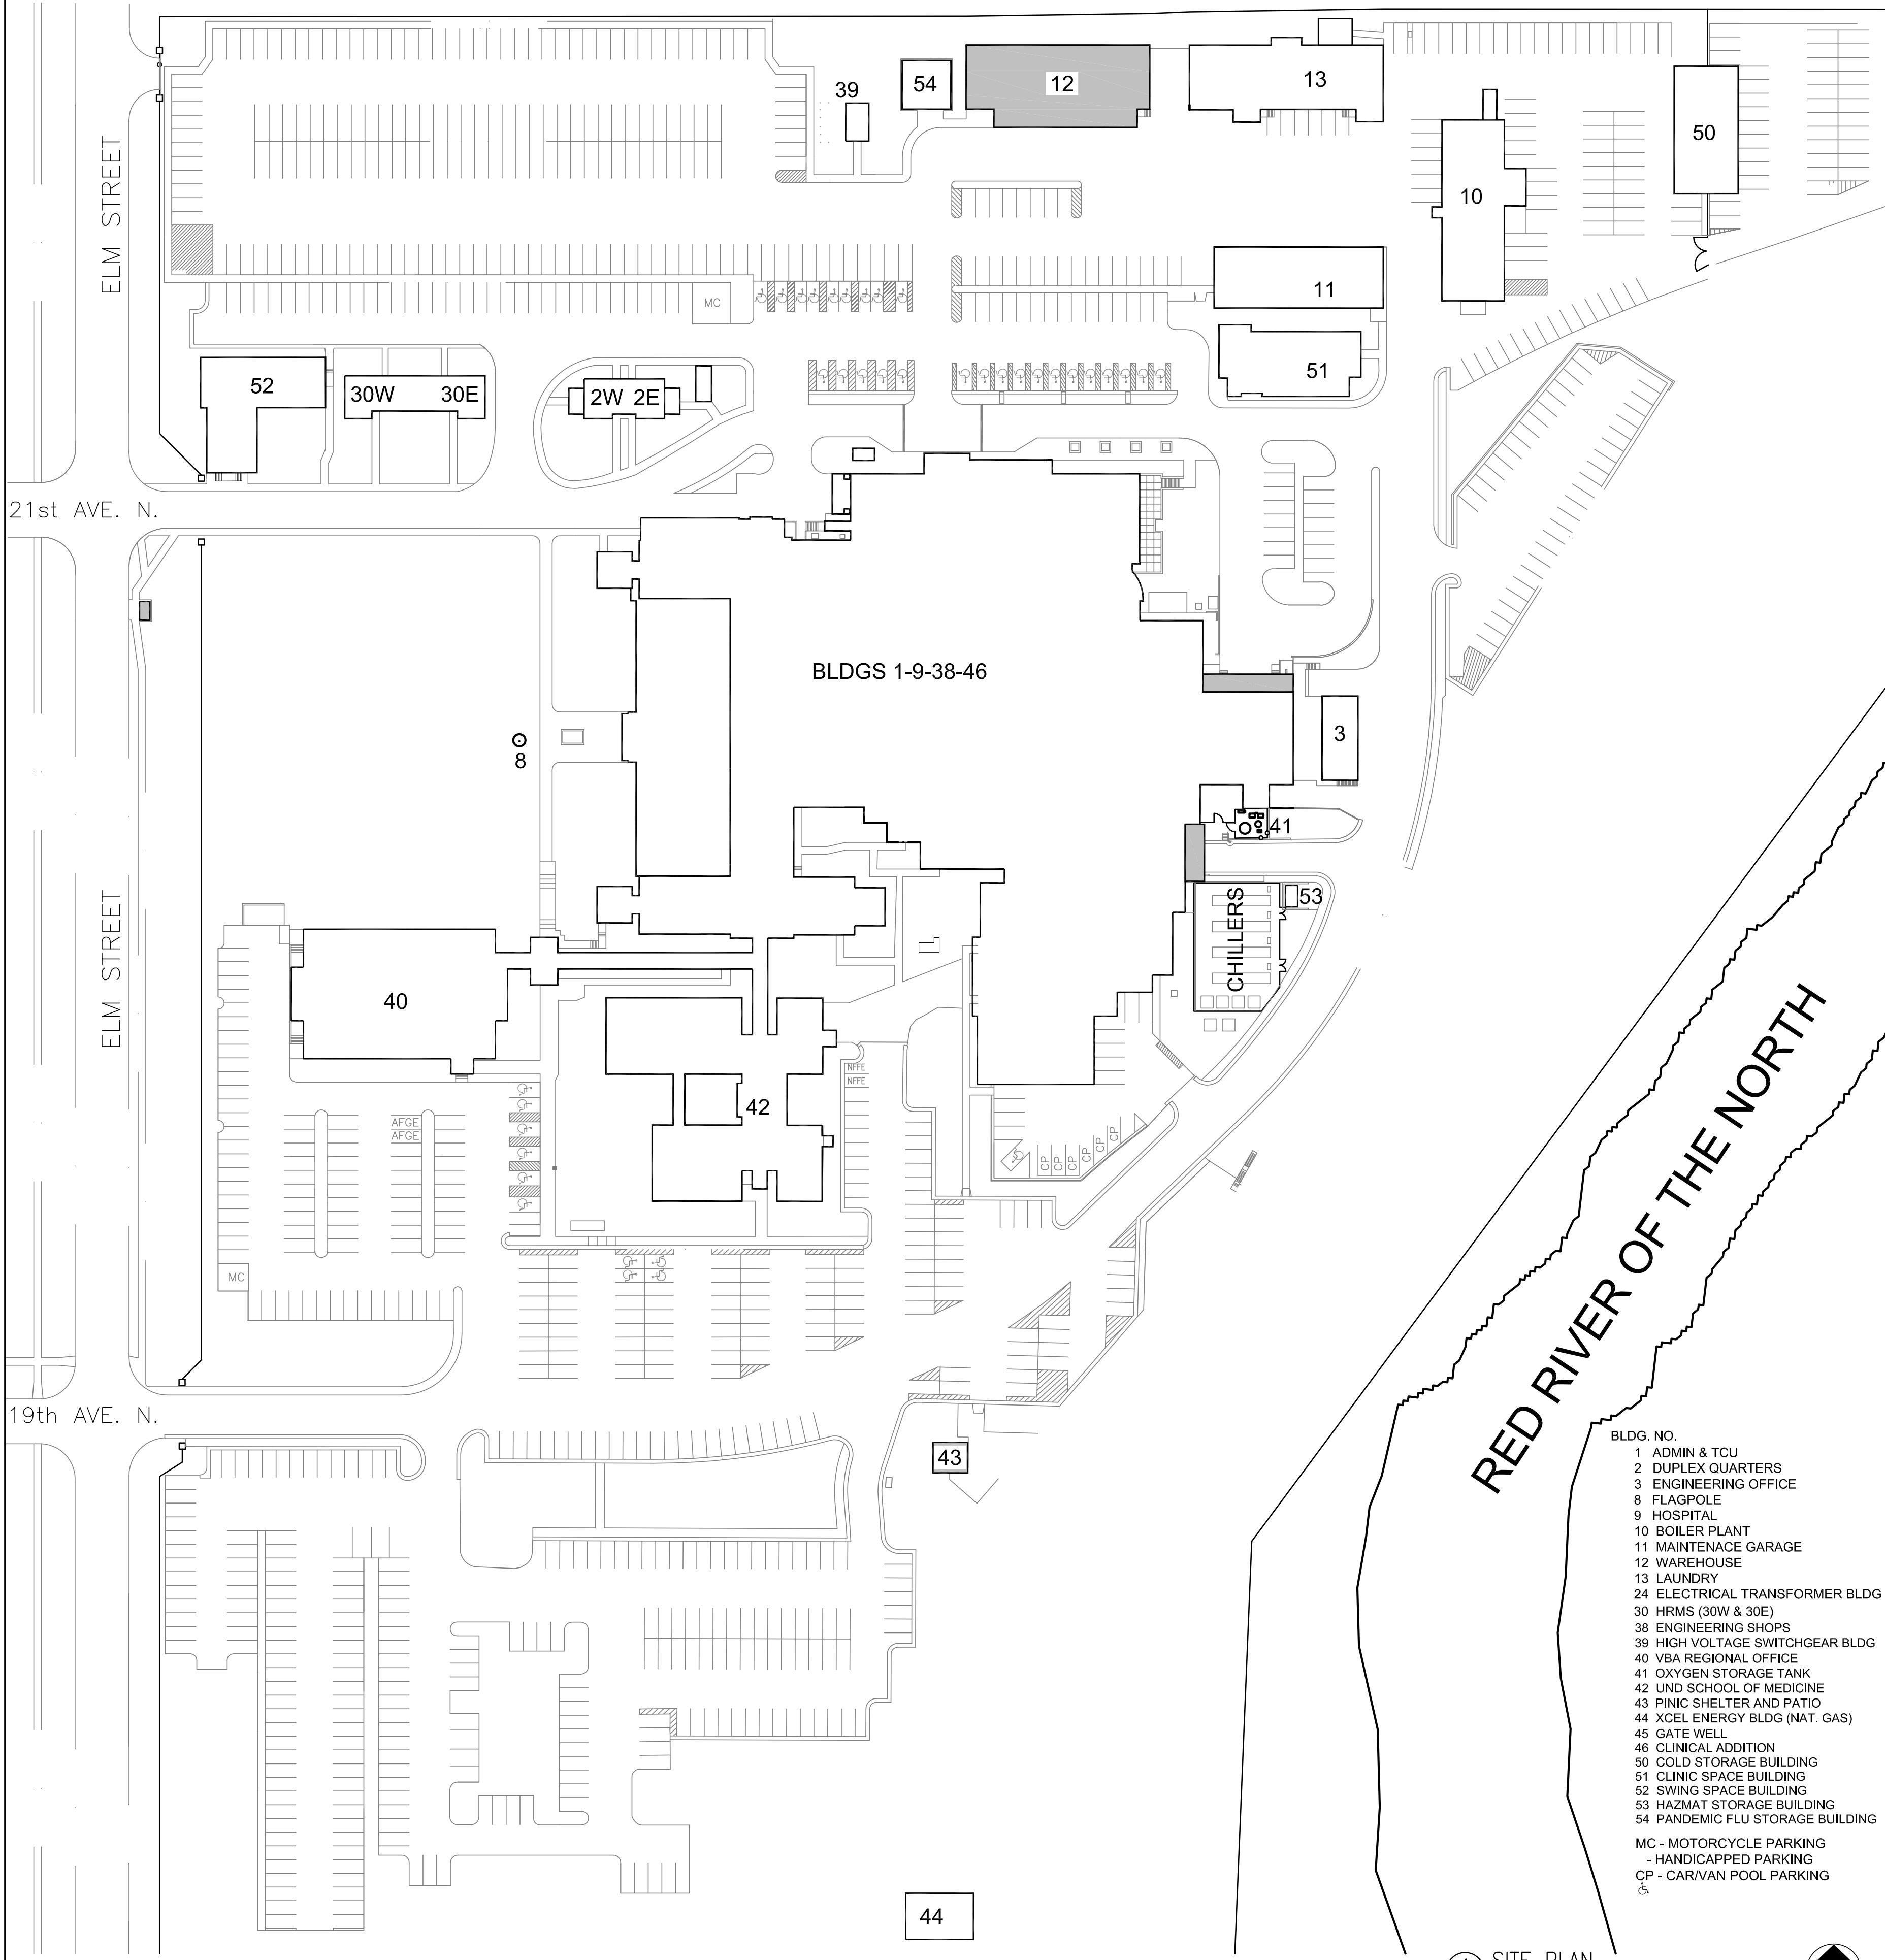 39
54
12
13
50
10
ELM STREET
MC
11
51
52
30W
30E
2W
2E
21st AVE. N.
BLDGS 1-9-38-46
8
3
41
53
CHILLERS
ELM STREET
40
NFFE
NFFE
42
AFGE
AFGE
CP
CP
CP
CP
CP
CP
MC
RED RIVER OF THE NORTH
19th AVE. N.
43
44
BLDG. NO.
1 ADMIN & TCU
2 DUPLEX QUARTERS
3 ENGINEERING OFFICE
8 FLAGPOLE
9 HOSPITAL
10 BOILER PLANT
11 MAINTENACE GARAGE
12 WAREHOUSE
13 LAUNDRY
24 ELECTRICAL TRANSFORMER BLDG
30 HRMS (30W & 30E)
38 ENGINEERING SHOPS
39 HIGH VOLTAGE SWITCHGEAR BLDG
40 VBA REGIONAL OFFICE
41 OXYGEN STORAGE TANK
42 UND SCHOOL OF MEDICINE
43 PINIC SHELTER AND PATIO
44 XCEL ENERGY BLDG (NAT. GAS)
45 GATE WELL
46 CLINICAL ADDITION
50 COLD STORAGE BUILDING
51 CLINIC SPACE BUILDING
52 SWING SPACE BUILDING
53 HAZMAT STORAGE BUILDING
54 PANDEMIC FLU STORAGE BUILDING
MC - MOTORCYCLE PARKING
- HANDICAPPED PARKING
CP - CAR/VAN POOL PARKING
SITE PLAN